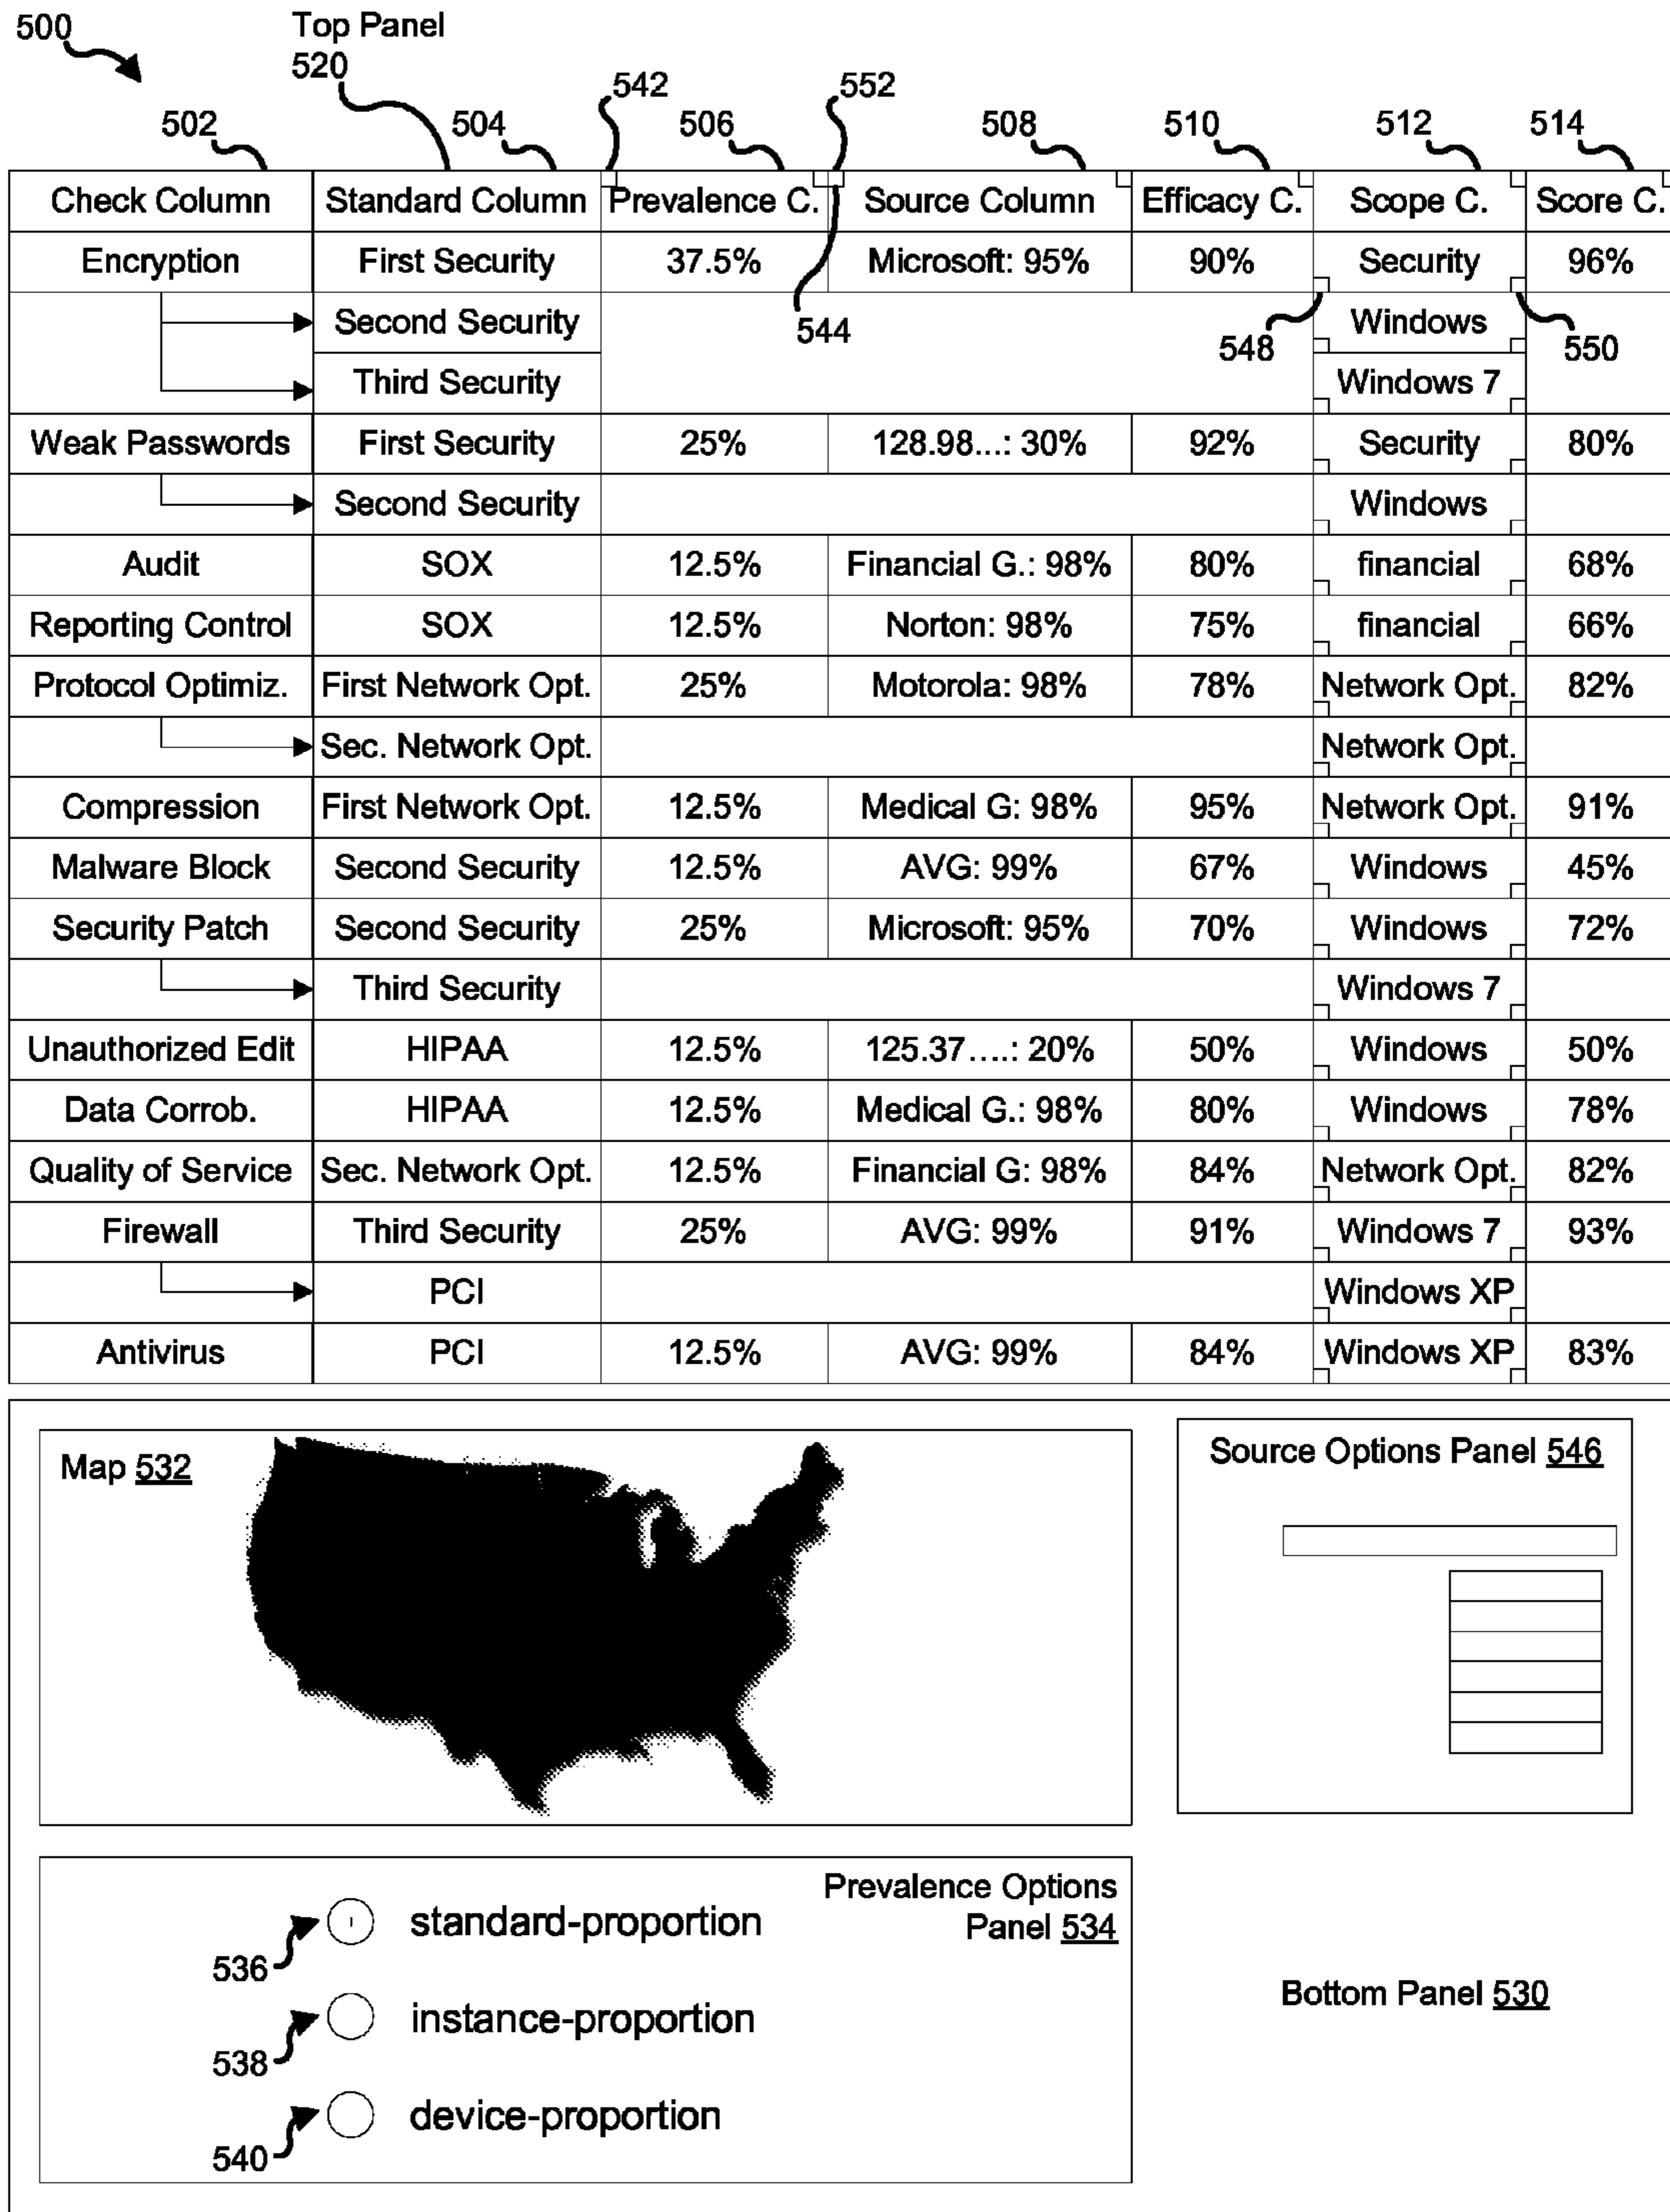 500
Top Panel
520
542
552
502
504
506
508
510
512
514
Check Column Standard Column Prevalence C. Source Column Efficacy C. Scope C. Score C.
Encryption First Security 37.5% Microsoft: 95% 90% Security 96%
Second Security Windows
544
548
550
Third Security Windows 7
Weak Passwords First Security 25% 128.98...: 30% 92% Security 80%
Second Security Windows
Audit SOX 12.5% Financial G.: 98% 80% financial 68%
Reporting Control SOX 12.5% Norton: 98% 75% financial 66%
Protocol Optimiz. First Network Opt. 25% Motorola: 98% 78% Network Opt. 82%
Sec. Network Opt. Network Opt.
Compression First Network Opt. 12.5% Medical G: 98% 95% Network Opt. 91%
Malware Block Second Security 12.5% AVG: 99% 67% Windows 45%
Security Patch Second Security 25% Microsoft: 95% 70% Windows 72%
Third Security Windows 7
Unauthorized Edit HIPAA 12.5% 125.37....: 20% 50% Windows 50%
Data Corrob. HIPAA 12.5% Medical G.: 98% 80% Windows 78%
Quality of Service Sec. Network Opt. 12.5% Financial G: 98% 84% Network Opt. 82%
Firewall Third Security 25% AVG: 99% 91% Windows 7 93%
PCI Windows XP
Antivirus PCI 12.5% AVG: 99% 84% Windows XP 83%
Map 532
Source Options Panel 546
Prevalence Options
Panel 534
standard-proportion
536
instance-proportion
538
device-proportion
540
Bottom Panel 530